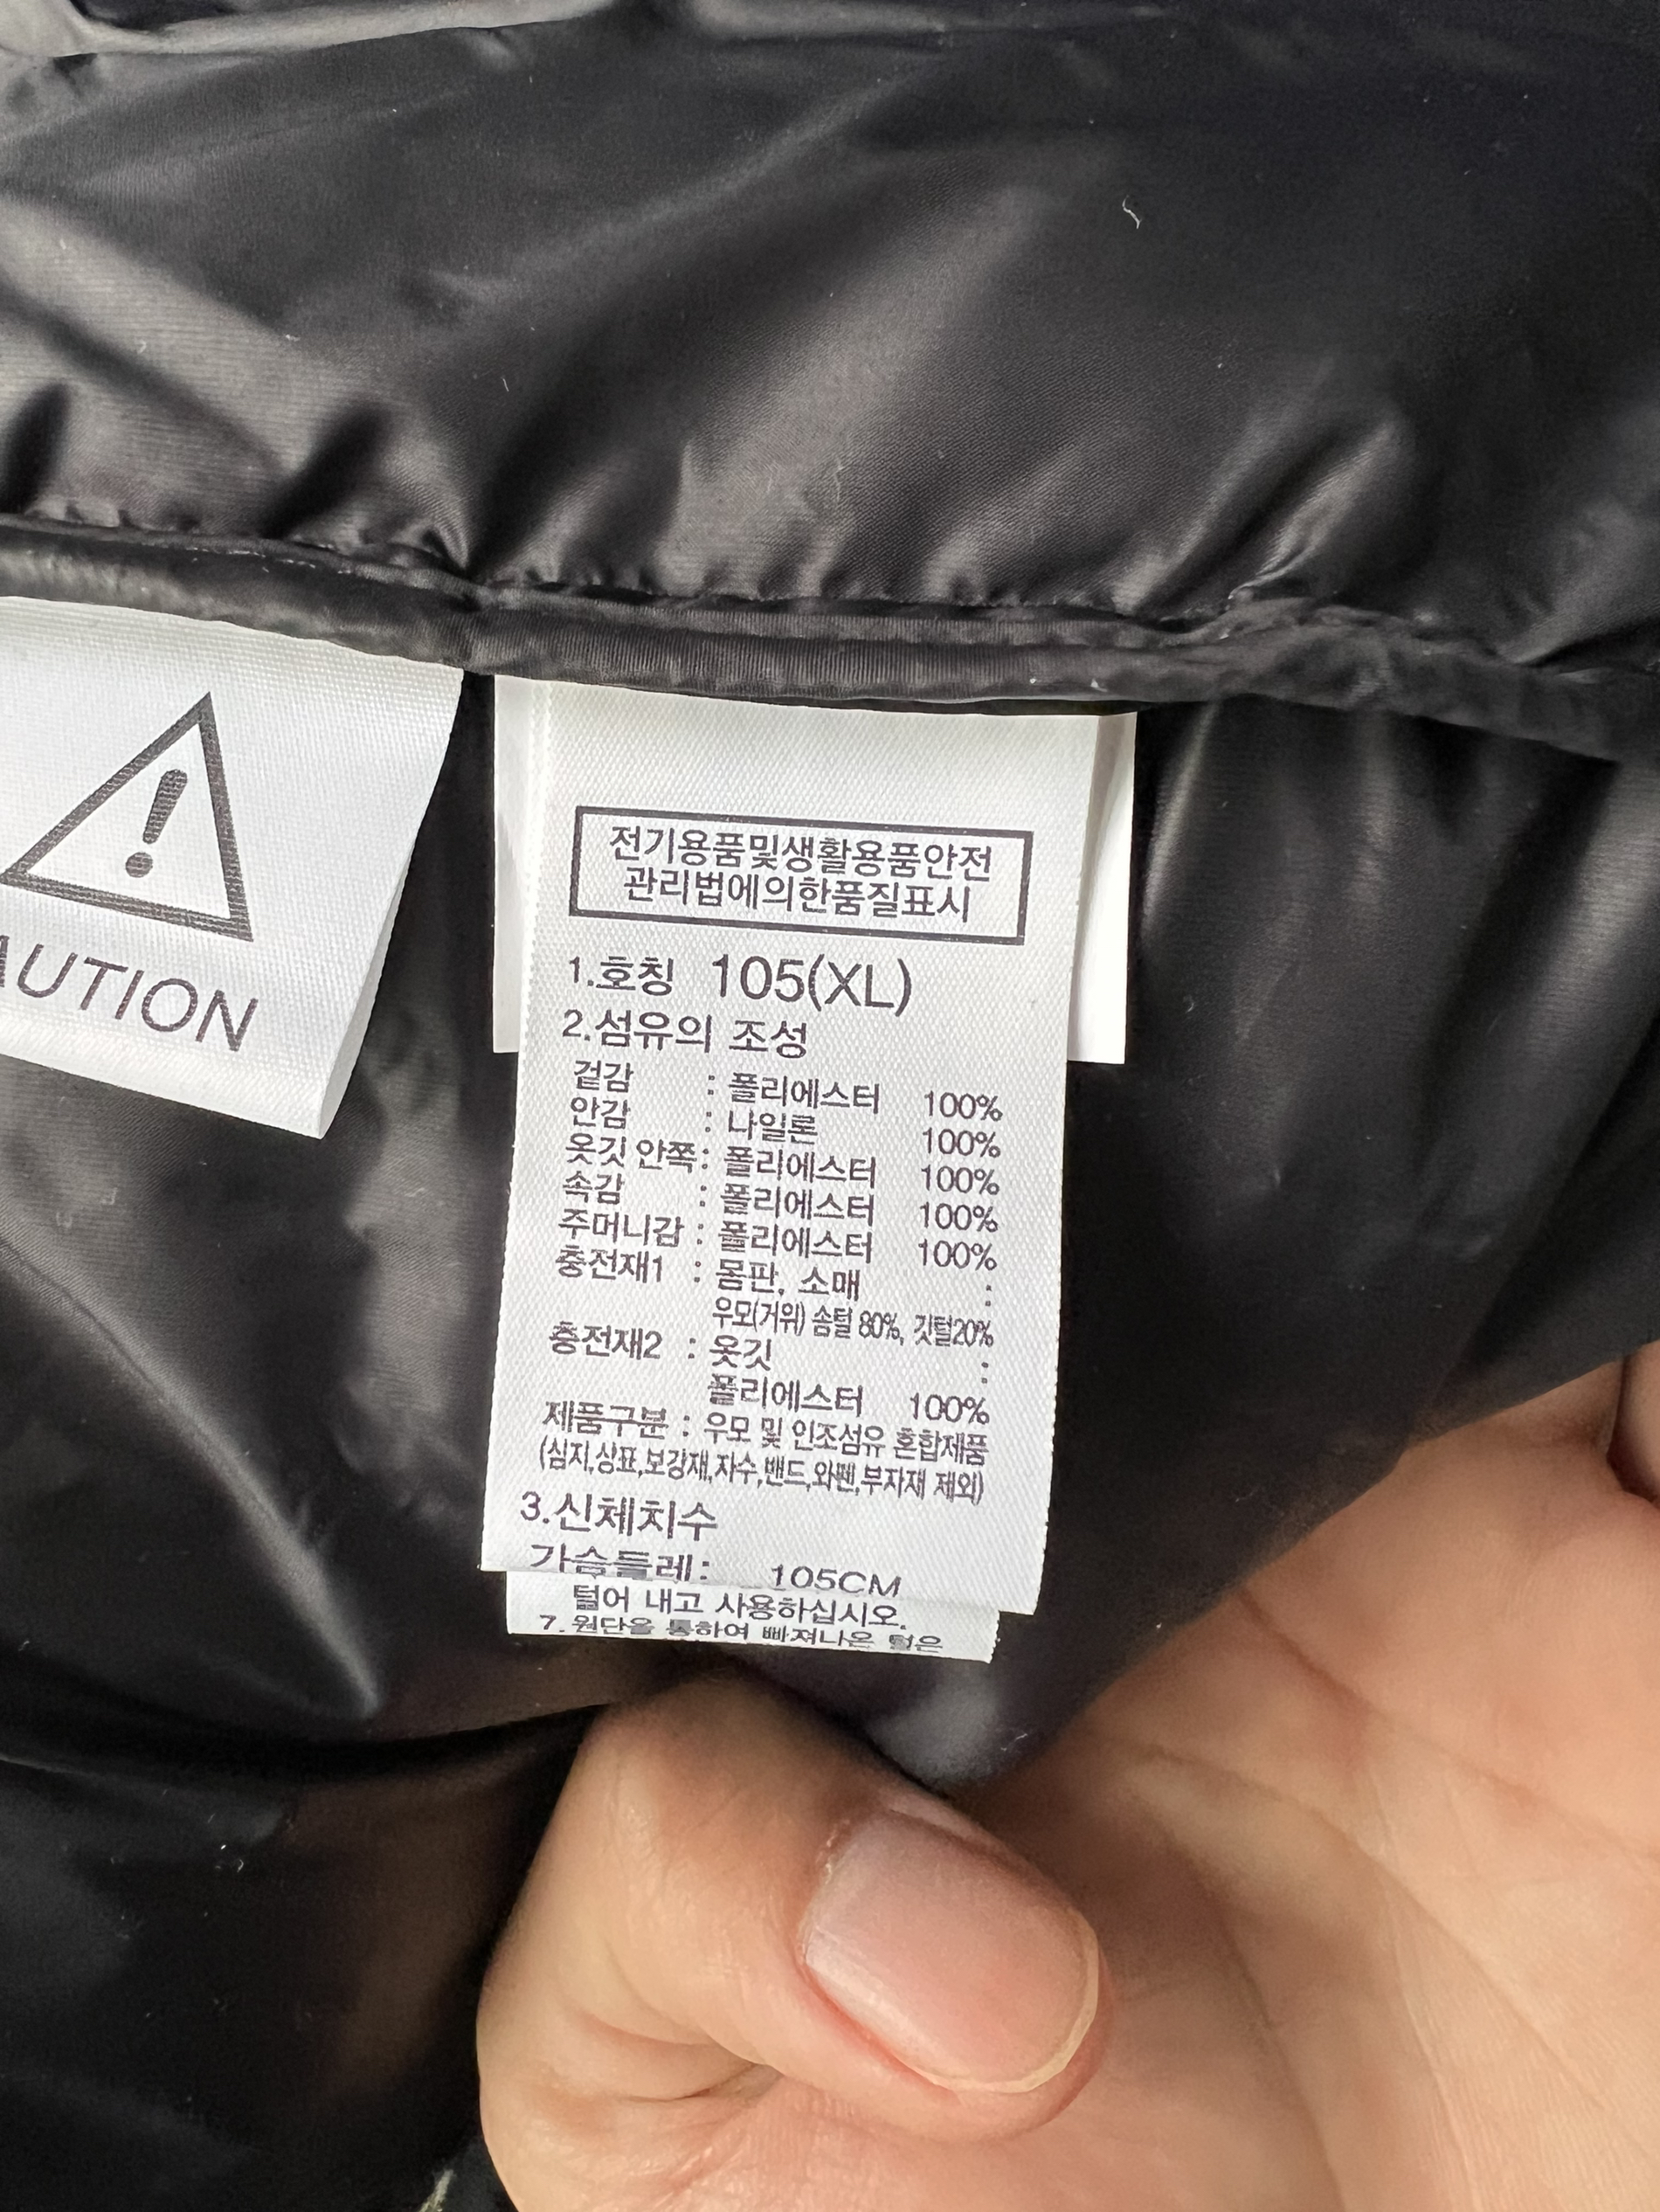 AUTION
전기용품및생활용품안전
관리법에의한품질표시
1.호칭 105(XL)
2.섬유의 조성
겉감 : 폴리에스터 100%
안감 : 나일론 100%
옷깃 안쪽 : 폴리에스터 100%
속감 : 폴리에스터 100%
주머니감 : 폴리에스터 100%
충전재1 : 몸판, 소매 :
우모(거위) 솜털 80%, 깃털20%
충전재2 : 옷깃 :
폴리에스터 100%
제품구분 : 우모 및 인조섬유 혼합제품
(심지,상표,보강재,자수,밴드,와펜,부자재 제외)
3.신체치수
가슴둘레: 105CM
털어 내고 사용하십시오.
7.원단을 통하여 빠져나온 털은